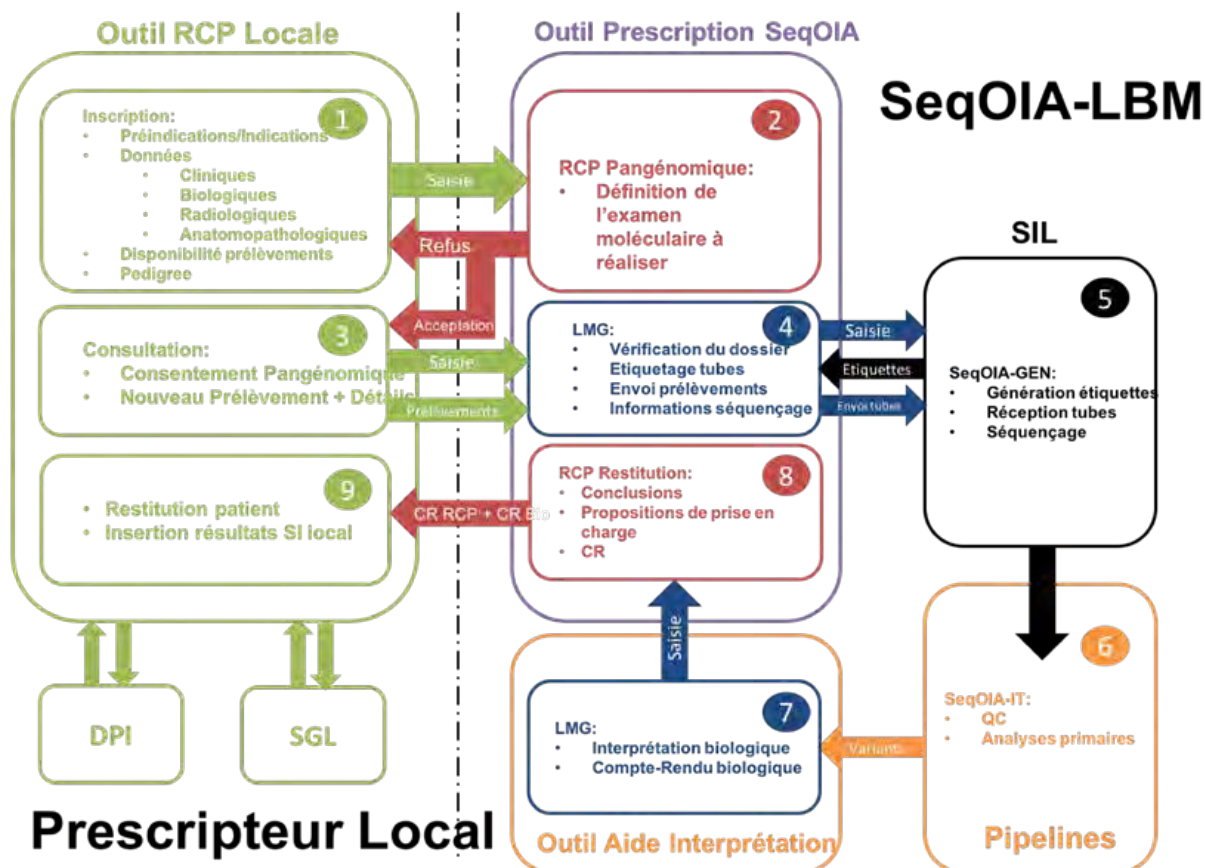 Outil RCP Locale
Outil Prescription SeqOIA
SeqOIA-LBM
1
Inscription:
• Préindications/Indications
• Données
• Cliniques
• Biologiques
• Radiologiques
• Anatomopathologiques
• Disponibilité prélèvements
• Pedigree
Saisie
Refus
Acceptation
2
RCP Pangénomique:
• Définition de
l'examen
moléculaire à
réaliser
SIL
3
Consultation:
• Consentement Pangénomique
• Nouveau Prélèvement + Détails
Saisie
Prélèvements
4
LMG:
• Vérification du dossier
• Etiquetage tubes
• Envoi prélèvements
• Informations séquençage
Saisie
Etiquettes
Envoi tubes
5
SeqOIA-GEN:
• Génération étiquettes
• Réception tubes
• Séquençage
9
• Restitution patient
• Insertion résultats SI local
CR RCP + CR Bio
8
RCP Restitution:
• Conclusions
• Propositions de prise en
charge
• CR
Saisie
DPI
SGL
7
LMG:
• Interprétation biologique
• Compte-Rendu biologique
Variants
6
SeqOIA-IT:
• QC
• Analyses primaires
Prescripteur Local
Outil Aide Interprétation
Pipelines